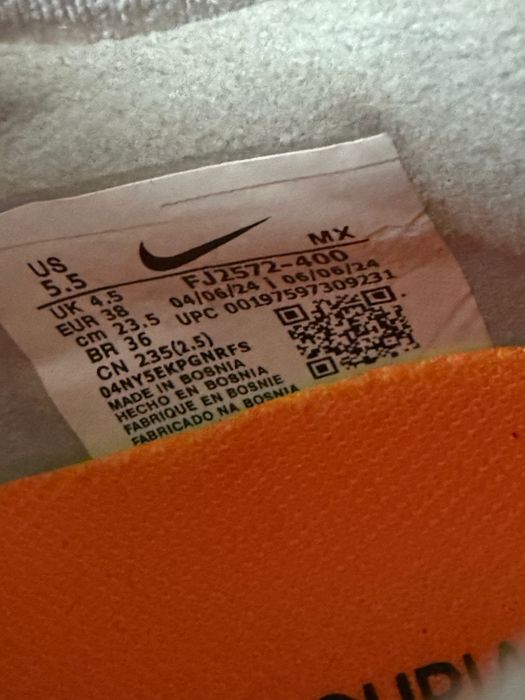 US MX
5.5 FJ2572-400
UK 4.5 04/06/24 | 06/06/24
EUR 38 UPC 00197597309231
cm 23.5
BR 36
CN 235(2.5)
04NY5EKPGNRFS
MADE IN BOSNIA
HECHO EN BOSNIA
FABRIQUE EN BOSNIE
FABRICADO NA BOSNIA